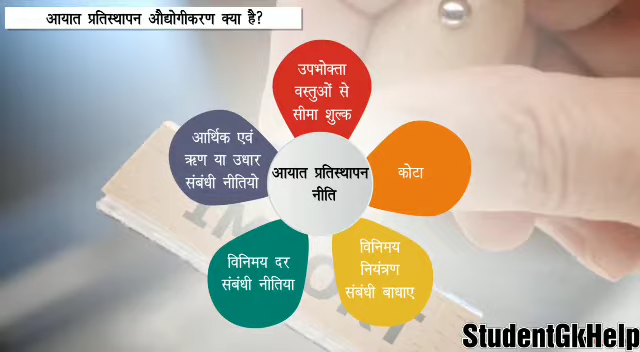 आयात प्रतिस्थापन औद्योगीकरण क्या है?
उपभोक्ता
वस्तुओं से
सीमा शुल्क
आर्थिक एवं
ऋण या उधार
संबंधी नीतियो
आयात प्रतिस्थापन
नीति
कोटा
विनिमय दर
संबंधी नीतिया
विनिमय
नियंत्रण
संबंधी बाधाए
IMPORT
StudentGkHelp